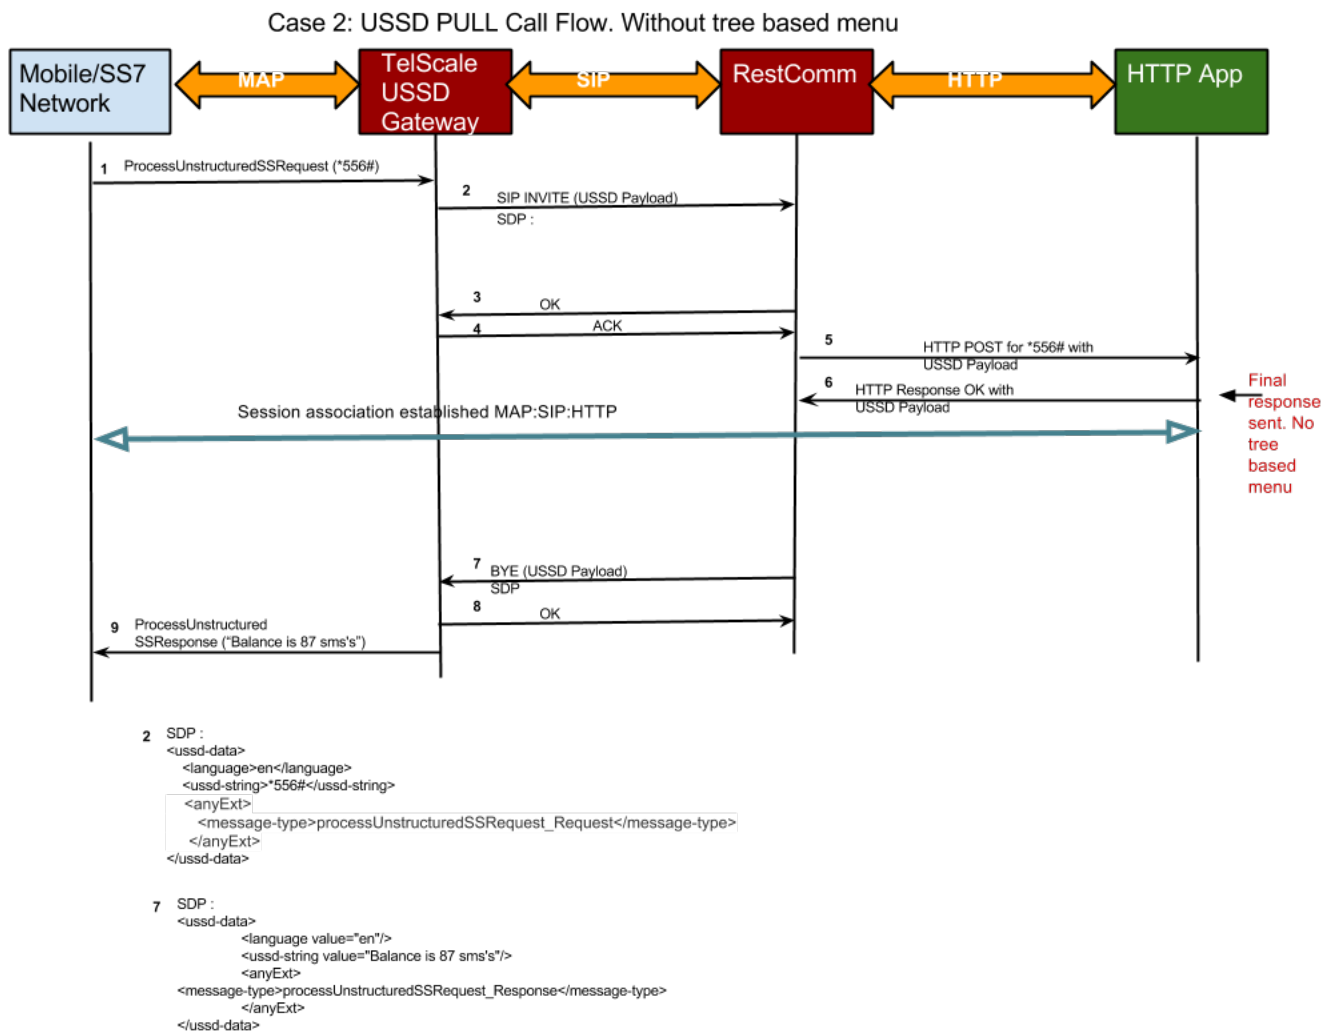 Case 2: USSD PULL Call Flow. Without tree based menu
Mobile/SS7
Network
MAP
TelScale
USSD
Gateway
SIP
RestComm
HTTP
HTTP App
1 ProcessUnstructuredSSRequest (*556#)
2 SIP INVITE (USSD Payload)
SDP :
3 OK
4 ACK
5 HTTP POST for *556# with
USSD Payload
6 HTTP Response OK with
USSD Payload
Final
response
sent. No
tree
based
menu
Session association established MAP:SIP:HTTP
7 BYE (USSD Payload)
SDP
8 OK
9 ProcessUnstructured
SSResponse (“Balance is 87 sms's”)
2 SDP :
<ussd-data>
<language>en</language>
<ussd-string>*556#</ussd-string>
<anyExt>
<message-type>processUnstructuredSSRequest_Request</message-type>
</anyExt>
</ussd-data>
7 SDP :
<ussd-data>
<language value="en"/>
<ussd-string value="Balance is 87 sms's"/>
<anyExt>
<message-type>processUnstructuredSSRequest_Response</message-type>
</anyExt>
</ussd-data>